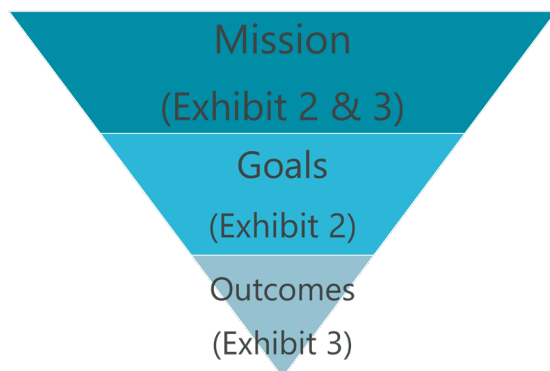 Mission
(Exhibit 2 & 3)
Goals
(Exhibit 2)
Outcomes
(Exhibit 3)